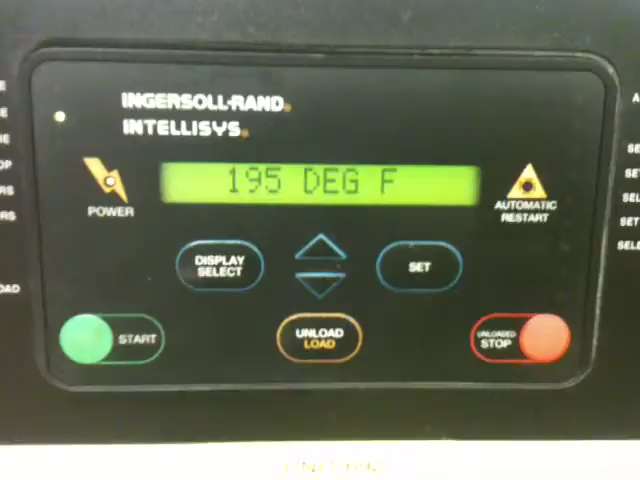 INGERSOLL-RAND
INTELLISYS
195 DEG F
POWER
AUTOMATIC
RESTART
DISPLAY
SELECT
SET
START
UNLOAD
LOAD
UNLOADED
STOP